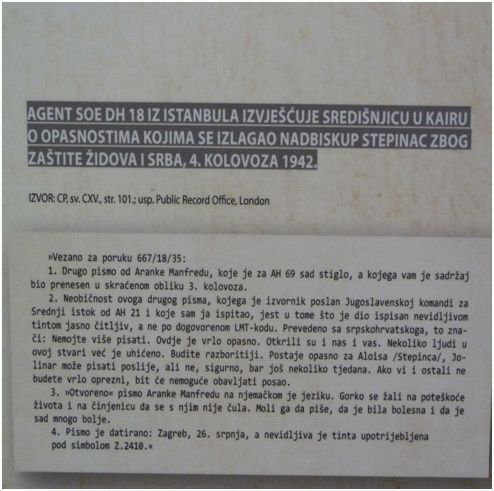 AGENT SOE DH 18 IZ ISTANBULA IZVJEŠĆUJE SREDIŠNJICU U KAIRU
O OPASNOSTIMA KOJIMA SE IZLAGAO NADBISKUP STEPINAC ZBOG
ZAŠTITE ŽIDOVA I SRBA, 4. KOLOVOZA 1942.
IZVOR: CP, sv. CXV., str. 101.; usp. Public Record Office, London
»Vezano za poruku 667/18/35:
1. Drugo pismo od Aranke Manfredu, koje je za AH 69 sad stiglo, a kojega vam je sadržaj
bio prenesen u skraćenom obliku 3. kolovoza.
2. Neobičnost ovoga drugog pisma, kojega je izvornik poslan Jugoslavenskoj komandi za
Srednji istok od AH 21 i koje sam ja ispitao, jest u tome što je dio ispisan nevidljivim
tintom jasno čitljiv, a ne po dogovorenom LMT-kodu. Prevedeno sa srpskohrvatskoga, to zna-
či: Nemojte više pisati. Ovdje je vrlo opasno. Otkrili su i nas i vas. Nekoliko ljudi u
ovoj stvari već je uhićeno. Budite razboritiji. Postaje opasno za Aloisa /Stepinca/, Jo-
linar može pisati poslije, ali ne, sigurno, bar još nekoliko tjedana. Ako vi i ostali ne
budete vrlo oprezni, bit će nemoguće obavljati posao.
3. »Otvoreno« pismo Aranke Manfredu na njemačkom je jeziku. Gorko se žali na poteškoće
života i na činjenicu da se s njim nije čula. Moli ga da piše, da je bila bolesna i da je
sad mnogo bolje.
4. Pismo je datirano: Zagreb, 26. srpnja, a nevidljiva je tinta upotrijebljena
pod simbolom Z.2410.«